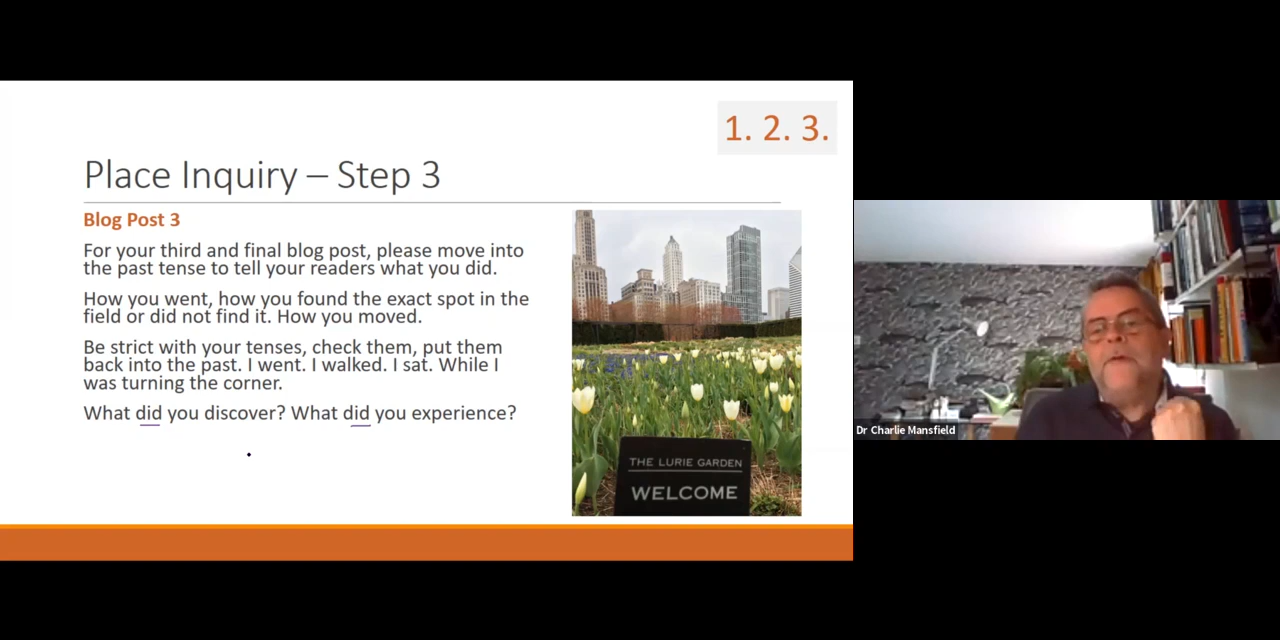 1. 2. 3.
Place Inquiry – Step 3
Blog Post 3
For your third and final blog post, please move into
the past tense to tell your readers what you did.
How you went, how you found the exact spot in the
field or did not find it. How you moved.
Be strict with your tenses, check them, put them
back into the past. I went. I walked. I sat. While I
was turning the corner.
What did you discover? What did you experience?
THE LURIE GARDEN
WELCOME
Dr Charlie Mansfield